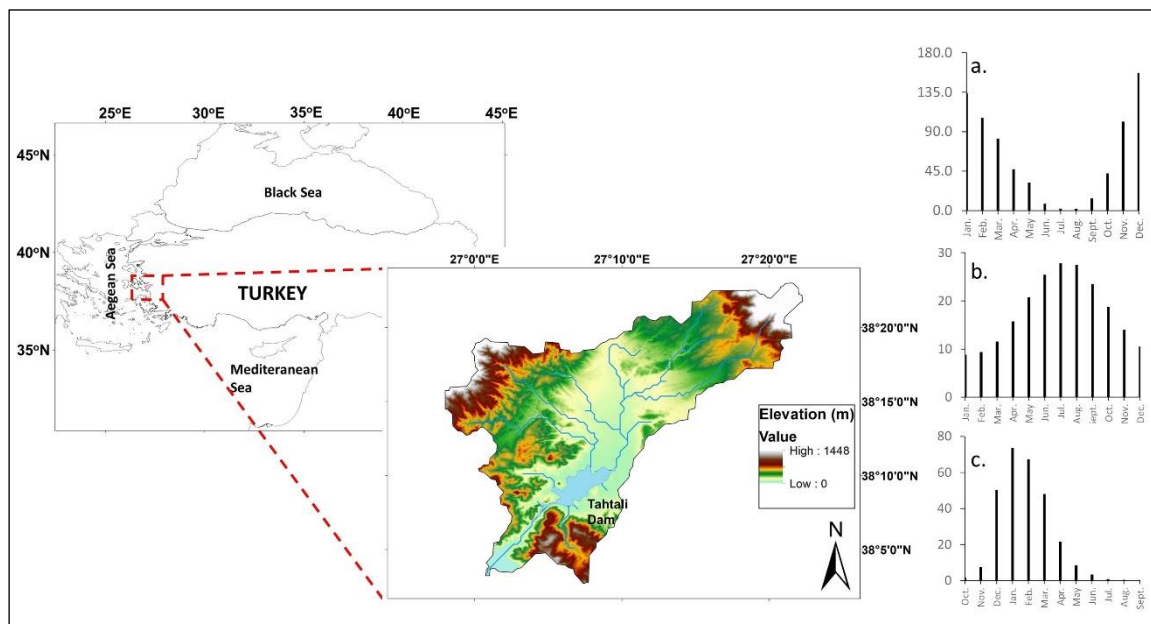 25°E 30°E 35°E 40°E 45°E
45°N
40°N
35°N
Black Sea
Aegean Sea
TURKEY
Mediteranean
Sea
27°0'0" 27°10'0"E 27°20'0"E
38°20'0"N
38°15'0"N
38°10'0"N
38°5'0"N
Tahtali
Dam
Elevation (m)
Value
High : 1448
Low : 0
N
a.
180.0
135.0
90.0
45.0
0.0
Jan. Feb. Mar. Apr. May Jun. Jul. Aug. Sept. Oct. Nov. Dec.
b.
30
20
10
0
Jan. Feb. Mar. Apr. May Jun. Jul. Aug. Sept. Oct. Nov. Dec.
c.
80
60
40
20
0
Oct. Nov. Dec. Jan. Feb. Mar. Apr. May Jun. Jul. Aug. Sept.